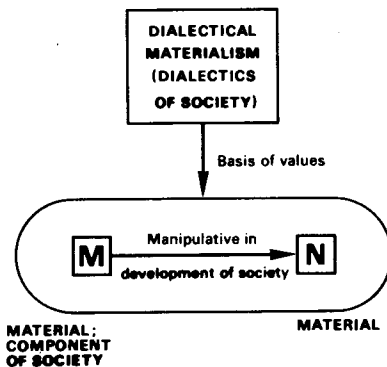 DIALECTICAL
MATERIALISM
(DIALECTICS
OF SOCIETY)
Basis of values
M
Manipulative in
development of society
N
MATERIAL;
COMPONENT
OF SOCIETY
MATERIAL